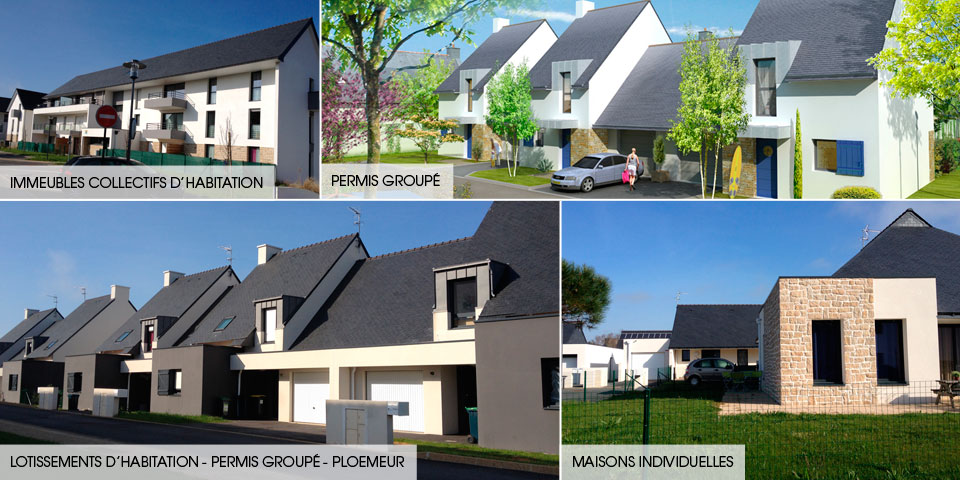 IMMEUBLES COLLECTIFS D'HABITATION
PERMIS GROUPÉ
LOTISSEMENTS D'HABITATION - PERMIS GROUPÉ - PLOEMEUR
MAISONS INDIVIDUELLES